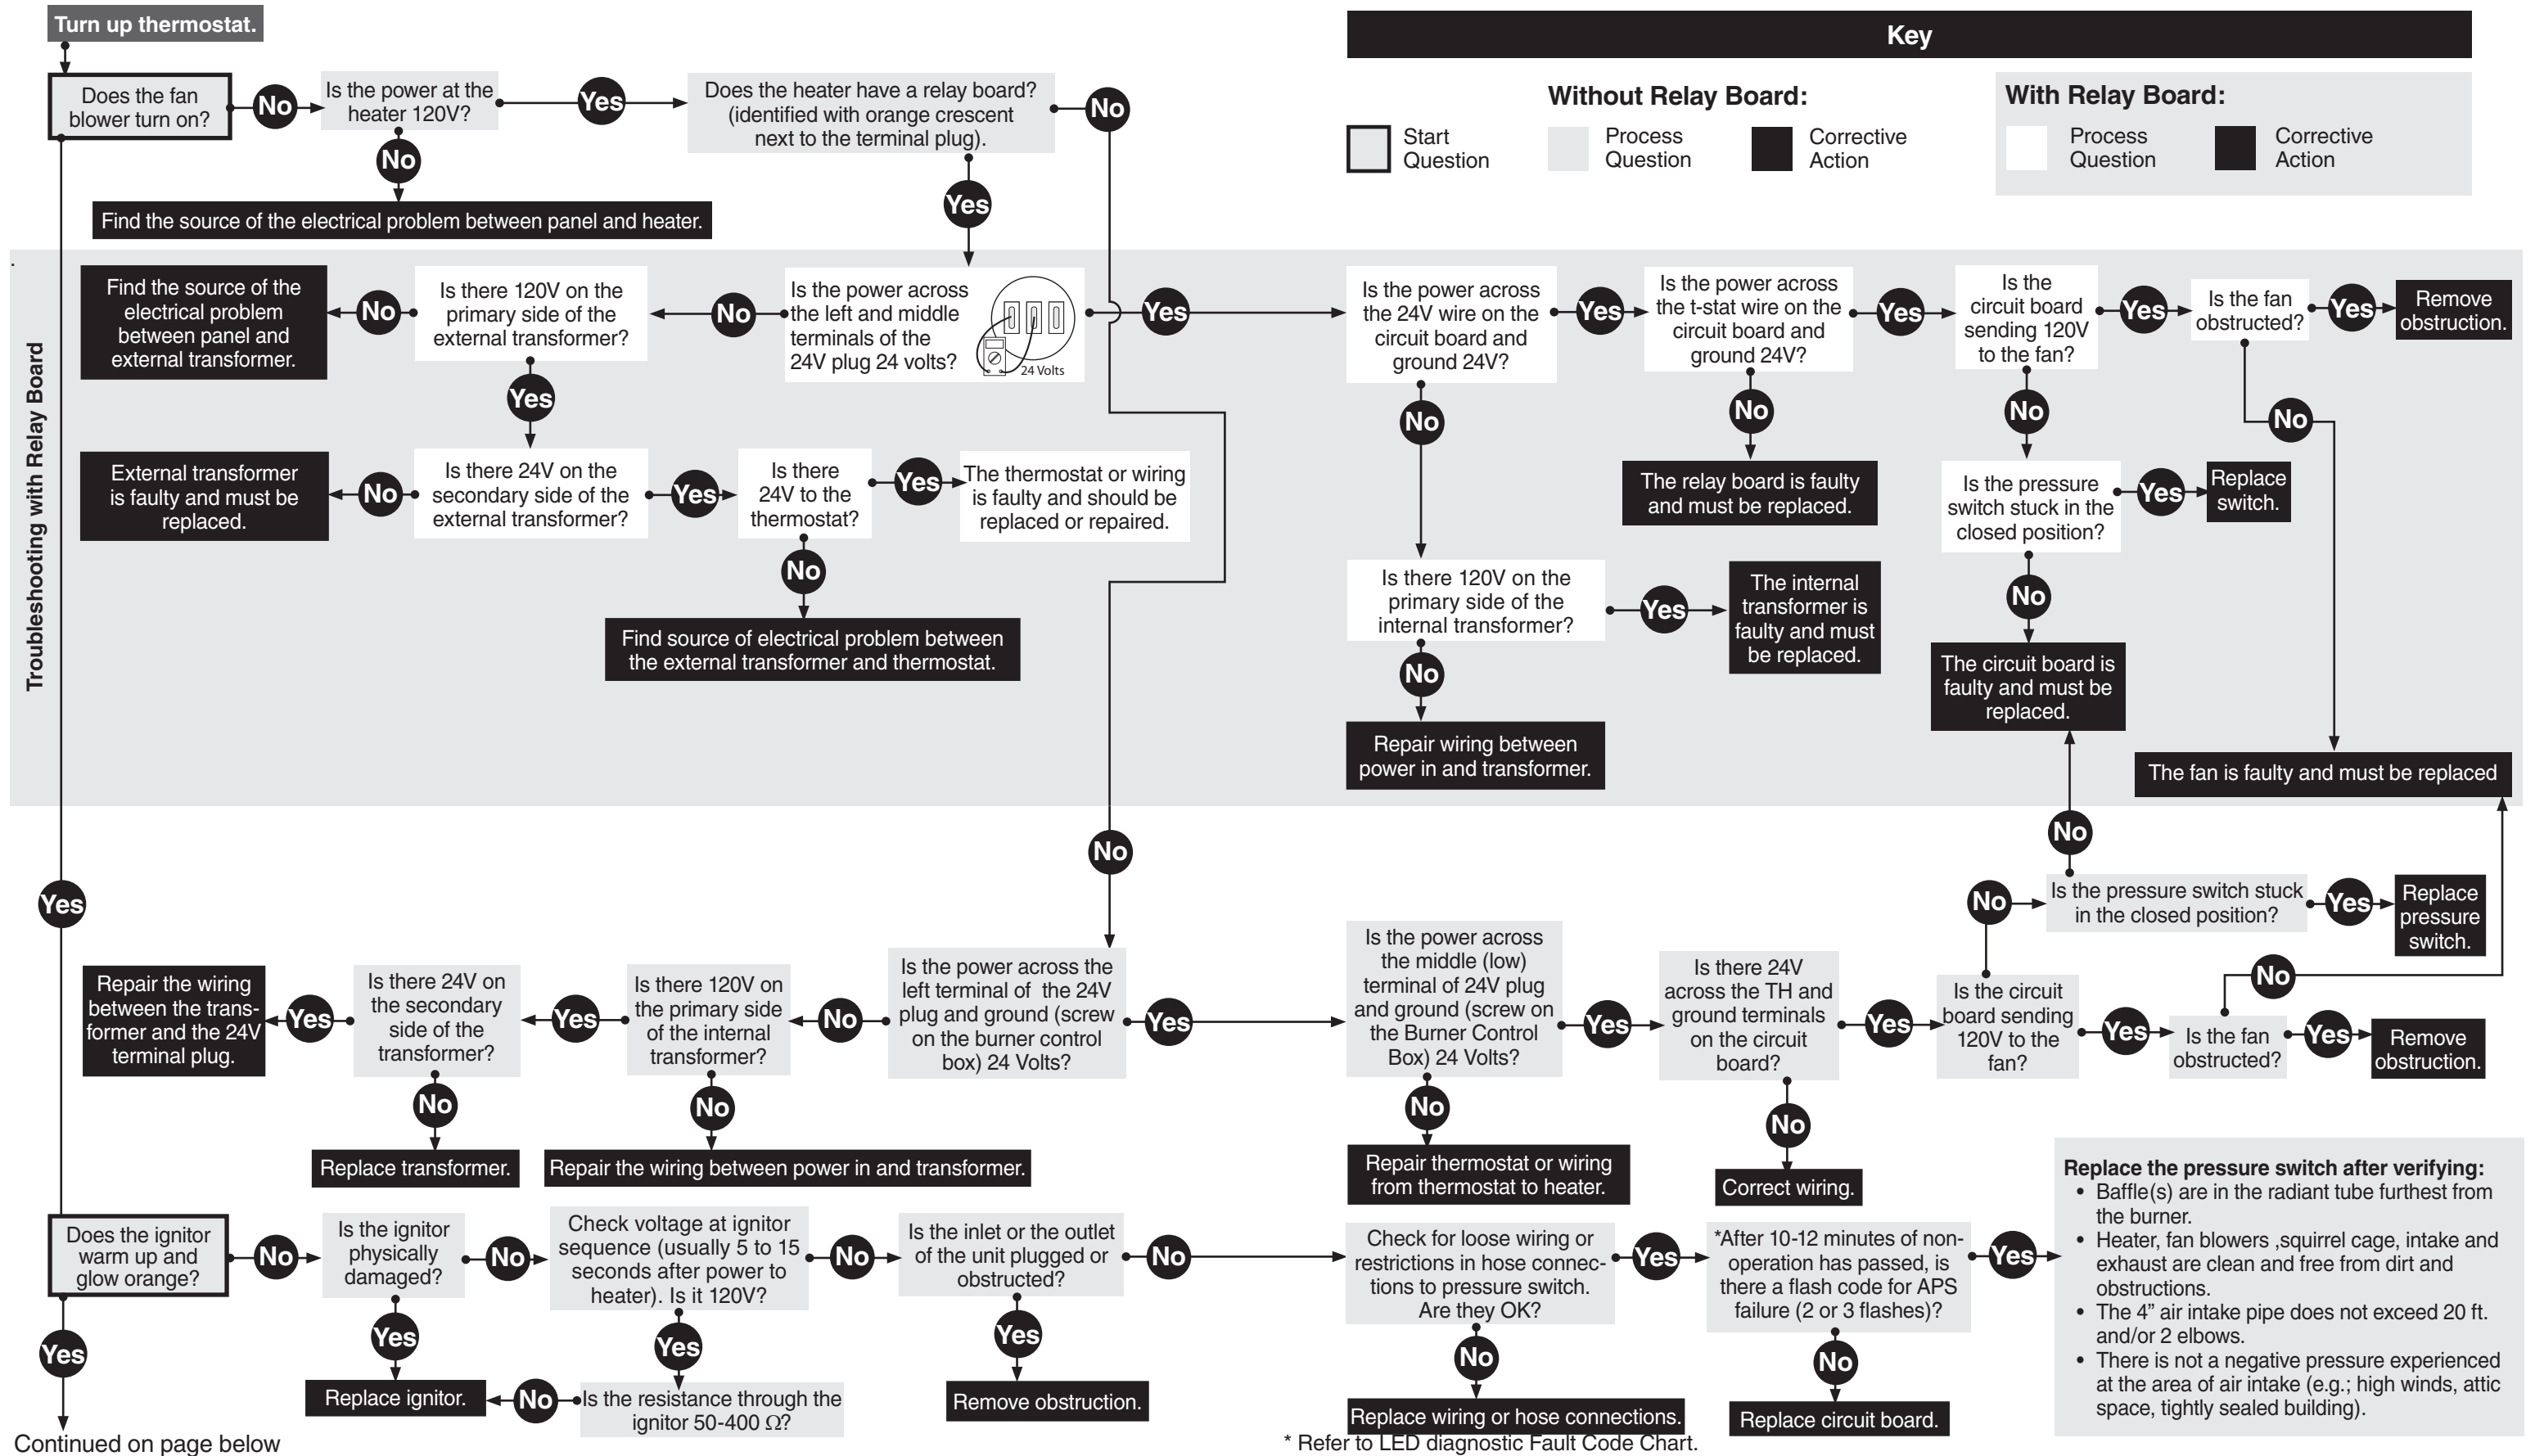 Turn up thermostat.
Key
Does the fan
blower turn on?
No
Is the power at the
heater 120V?
Yes
Does the heater have a relay board?
(identified with orange crescent
next to the terminal plug).
No
Without Relay Board:
With Relay Board:
Start
Question
Process
Question
Corrective
Action
Process
Question
Corrective
Action
No
Yes
Find the source of the electrical problem between panel and heater.
Troubleshooting with Relay Board
.
Find the source of the
electrical problem
between panel and
external transformer.
No
Is there 120V on the
primary side of the
external transformer?
No
Is the power across
the left and middle
terminals of the
24V plug 24 volts?
24 Volts
Yes
Is the power across
the 24V wire on the
circuit board and
ground 24V?
Yes
Is the power across
the t-stat wire on the
circuit board and
ground 24V?
Yes
Is the
circuit board
sending 120V
to the fan?
Yes
Is the fan
obstructed?
Yes
Remove
obstruction.
Yes
No
No
No
No
External transformer
is faulty and must be
replaced.
No
Is there 24V on the
secondary side of the
external transformer?
Yes
Is there
24V to the
thermostat?
Yes
The thermostat or wiring
is faulty and should be
replaced or repaired.
The relay board is faulty
and must be replaced.
Is the pressure
switch stuck in the
closed position?
Yes
Replace
switch.
No
Find source of electrical problem between
the external transformer and thermostat.
Is there 120V on the
primary side of the
internal transformer?
Yes
The internal
transformer is
faulty and must
be replaced.
No
No
The circuit board is
faulty and must be
replaced.
Repair wiring between
power in and transformer.
The fan is faulty and must be replaced
No
No
Yes
No
Is the pressure switch stuck
in the closed position?
Yes
Replace
pressure
switch.
Repair the wiring
between the trans-
former and the 24V
terminal plug.
Yes
Is there 24V on
the secondary
side of the
transformer?
Yes
Is there 120V on
the primary side
of the internal
transformer?
No
Is the power across the
left terminal of the 24V
plug and ground (screw
on the burner control
box) 24 Volts?
Yes
Is the power across
the middle (low)
terminal of 24V plug
and ground (screw on
the Burner Control
Box) 24 Volts?
Yes
Is there 24V
across the TH and
ground terminals
on the circuit
board?
Yes
Is the circuit
board sending
120V to the
fan?
Yes
No
Is the fan
obstructed?
Yes
Remove
obstruction.
No
No
No
No
Replace transformer.
Repair the wiring between power in and transformer.
Repair thermostat or wiring
from thermostat to heater.
Correct wiring.
Does the ignitor
warm up and
glow orange?
No
Is the ignitor
physically
damaged?
No
Check voltage at ignitor
sequence (usually 5 to 15
seconds after power to
heater). Is it 120V?
No
Is the inlet or the outlet
of the unit plugged or
obstructed?
No
Check for loose wiring or
restrictions in hose connec-
tions to pressure switch.
Are they OK?
Yes
*After 10-12 minutes of non-
operation has passed, is
there a flash code for APS
failure (2 or 3 flashes)?
Yes
Replace the pressure switch after verifying:
• Baffle(s) are in the radiant tube furthest from
the burner.
• Heater, fan blowers ,squirrel cage, intake and
exhaust are clean and free from dirt and
obstructions.
• The 4” air intake pipe does not exceed 20 ft.
and/or 2 elbows.
• There is not a negative pressure experienced
at the area of air intake (e.g.; high winds, attic
space, tightly sealed building).
Yes
Yes
Yes
Yes
No
No
Replace ignitor.
No
Is the resistance through the
ignitor 50-400 Ω?
Remove obstruction.
Replace wiring or hose connections.
Replace circuit board.
Continued on page below
* Refer to LED diagnostic Fault Code Chart.